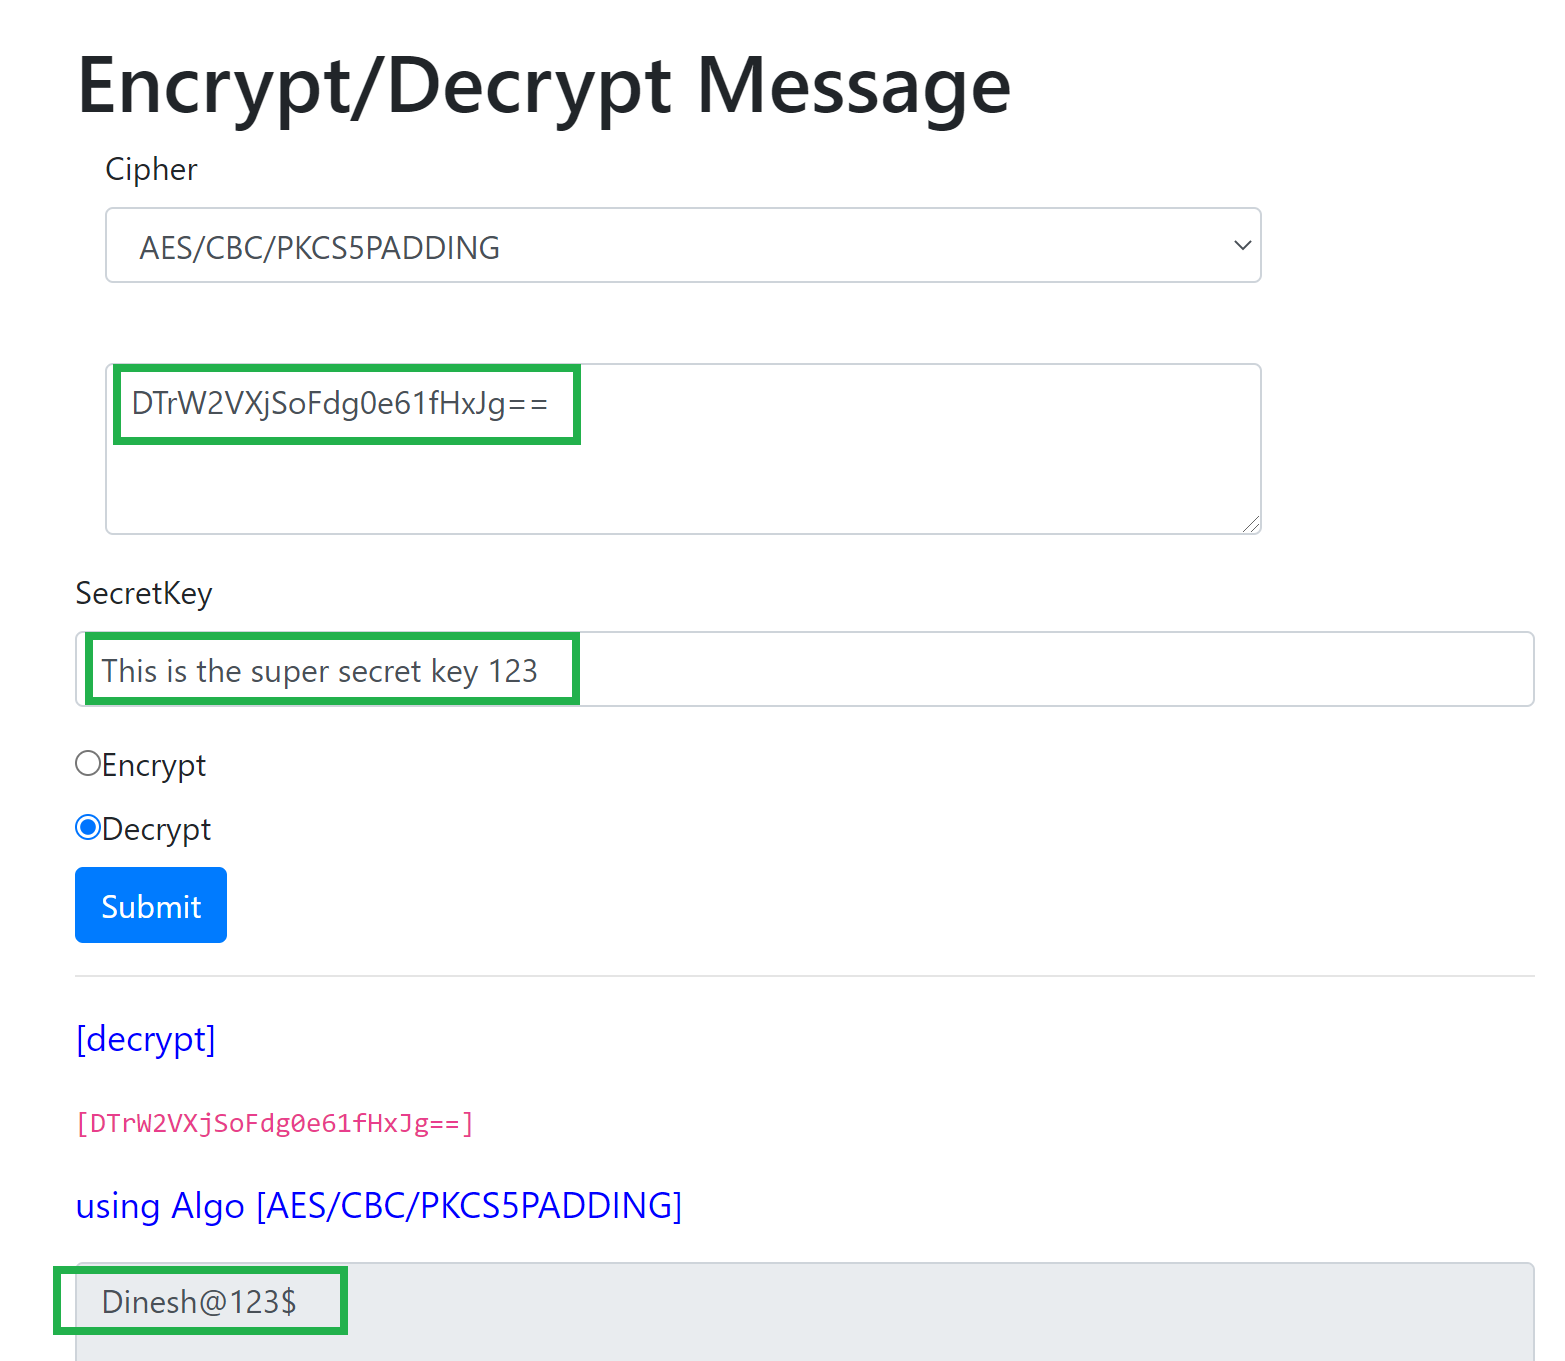 Encrypt/Decrypt Message
Cipher
AES/CBC/PKCS5PADDING
DTrW2VXjSoFdg0e61fHxJg==
SecretKey
This is the super secret key 123
Encrypt
Decrypt
Submit
[decrypt]
[DTrW2VXjSoFdg0e61fHxJg==]
using Algo [AES/CBC/PKCS5PADDING]
Dinesh@123$